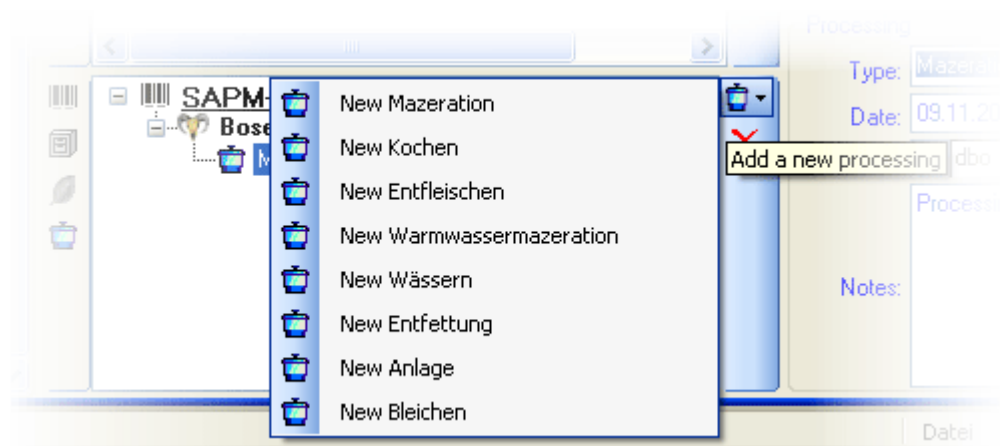 Processing
Type: Mazerati
SAPM-
New Mazeration
Date: 09.11.20
Bose
New Kochen
Add a new processing
dbo
New Entfleischen
Processi
New Warmwassermazeration
New Wässern
Notes:
New Entfettung
New Anlage
New Bleichen
Datei